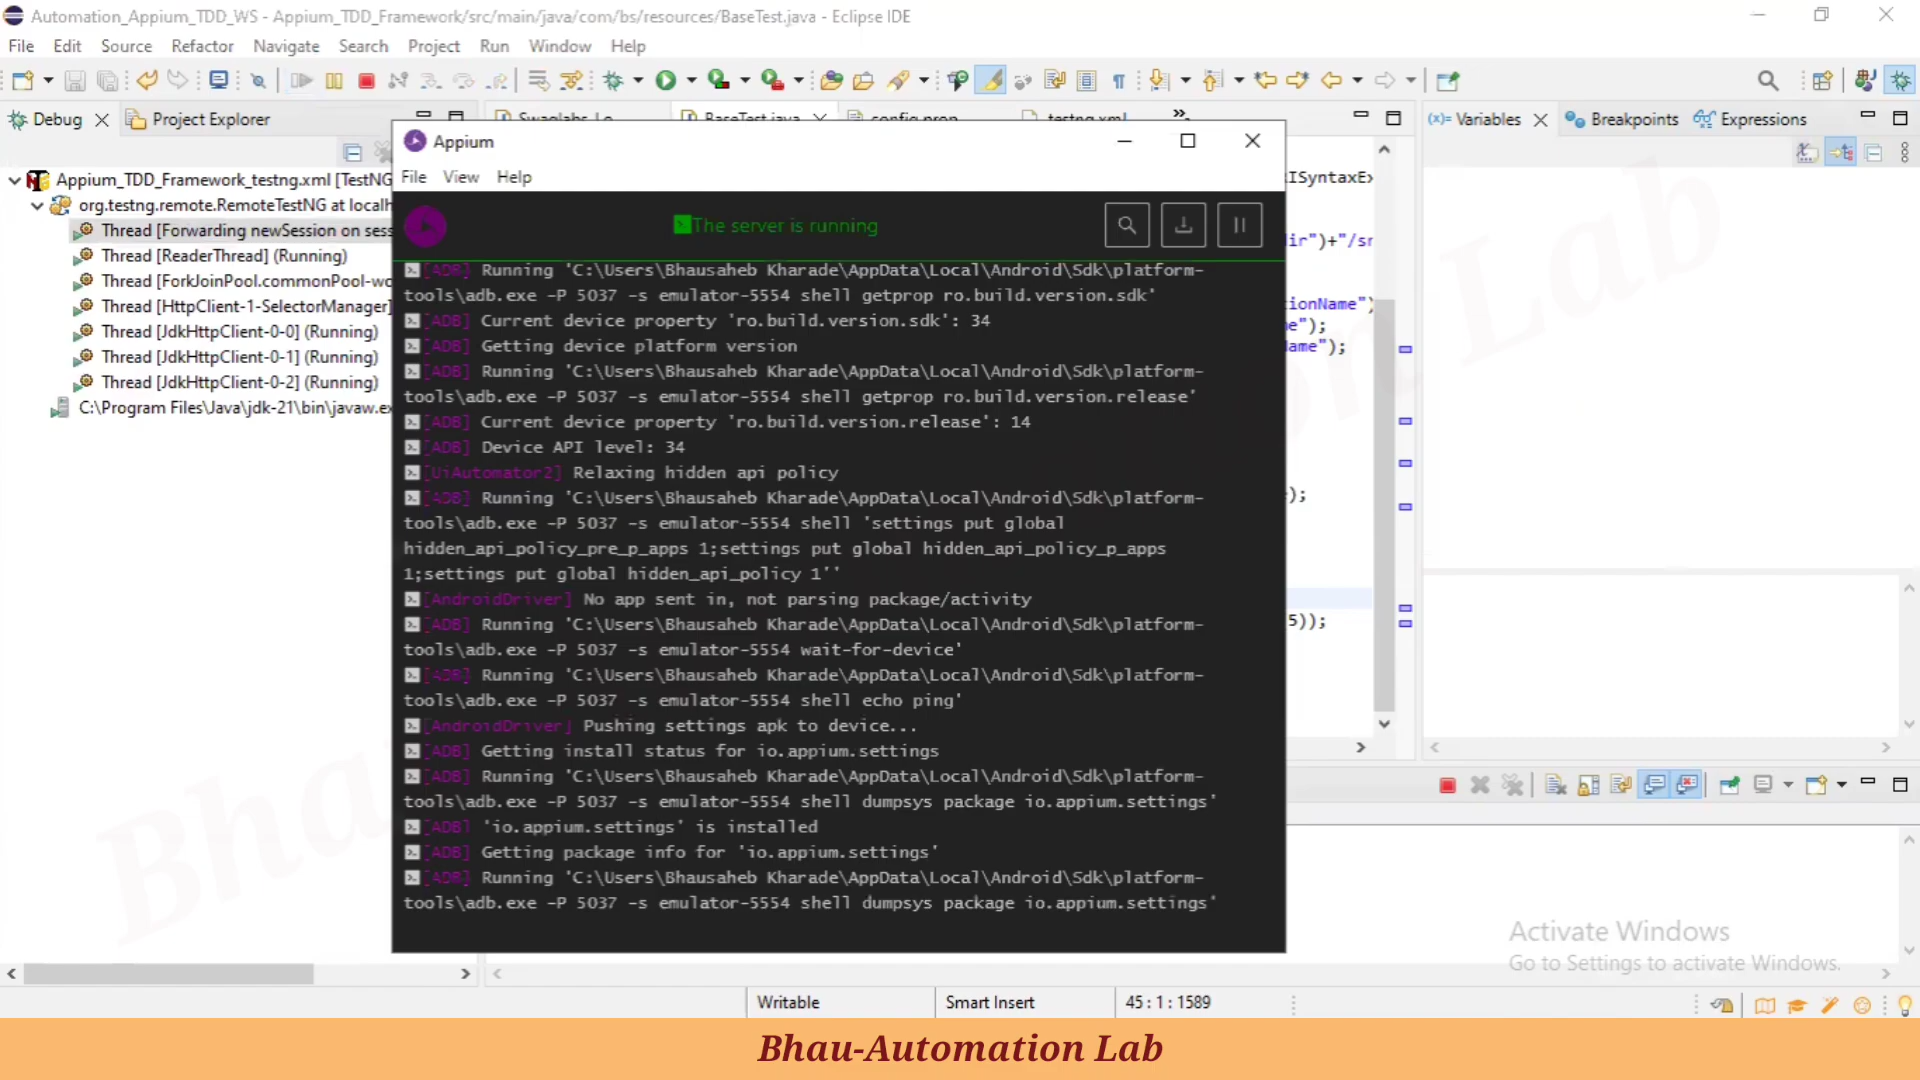 Automation_Appium_TDD_WS - Appium_TDD_Framework/src/main/java/com/bs/resources/BaseTest.java - Eclipse IDE
File Edit Source Refactor Navigate Search Project Run Window Help
Debug Project Explorer
BaseTest.java
testng.xml
Variables Breakpoints Expressions
Appium_TDD_Framework_testng.xml [TestNG
org.testng.remote.RemoteTestNG at localh
Thread [Forwarding newSession on sess
Thread [ReaderThread] (Running)
Thread [ForkJoinPool.commonPool-wo
Thread [HttpClient-1-SelectorManager]
Thread [JdkHttpClient-0-0] (Running)
Thread [JdkHttpClient-0-1] (Running)
Thread [JdkHttpClient-0-2] (Running)
C:\Program Files\Java\jdk-21\bin\javaw.ex
Appium
File View Help
The server is running
[ADB] Running 'C:\Users\Bhausaheb Kharade\AppData\Local\Android\Sdk\platform-
tools\adb.exe -P 5037 -s emulator-5554 shell getprop ro.build.version.sdk'
[ADB] Current device property 'ro.build.version.sdk': 34
[ADB] Getting device platform version
[ADB] Running 'C:\Users\Bhausaheb Kharade\AppData\Local\Android\Sdk\platform-
tools\adb.exe -P 5037 -s emulator-5554 shell getprop ro.build.version.release'
[ADB] Current device property 'ro.build.version.release': 14
[ADB] Device API level: 34
[UiAutomator2] Relaxing hidden api policy
[ADB] Running 'C:\Users\Bhausaheb Kharade\AppData\Local\Android\Sdk\platform-
tools\adb.exe -P 5037 -s emulator-5554 shell 'settings put global
hidden_api_policy_pre_p_apps 1;settings put global hidden_api_policy_p_apps
1;settings put global hidden_api_policy 1''
[AndroidDriver] No app sent in, not parsing package/activity
[ADB] Running 'C:\Users\Bhausaheb Kharade\AppData\Local\Android\Sdk\platform-
tools\adb.exe -P 5037 -s emulator-5554 wait-for-device'
[ADB] Running 'C:\Users\Bhausaheb Kharade\AppData\Local\Android\Sdk\platform-
tools\adb.exe -P 5037 -s emulator-5554 shell echo ping'
[AndroidDriver] Pushing settings apk to device...
[ADB] Getting install status for io.appium.settings
[ADB] Running 'C:\Users\Bhausaheb Kharade\AppData\Local\Android\Sdk\platform-
tools\adb.exe -P 5037 -s emulator-5554 shell dumpsys package io.appium.settings'
[ADB] 'io.appium.settings' is installed
[ADB] Getting package info for 'io.appium.settings'
[ADB] Running 'C:\Users\Bhausaheb Kharade\AppData\Local\Android\Sdk\platform-
tools\adb.exe -P 5037 -s emulator-5554 shell dumpsys package io.appium.settings'
ISyntaxEx
ir")+"/sr
ionName")
e");
ame");
);
5));
Activate Windows
Go to Settings to activate Windows.
Writable Smart Insert 45 : 1 : 1589
Bhau-Automation Lab